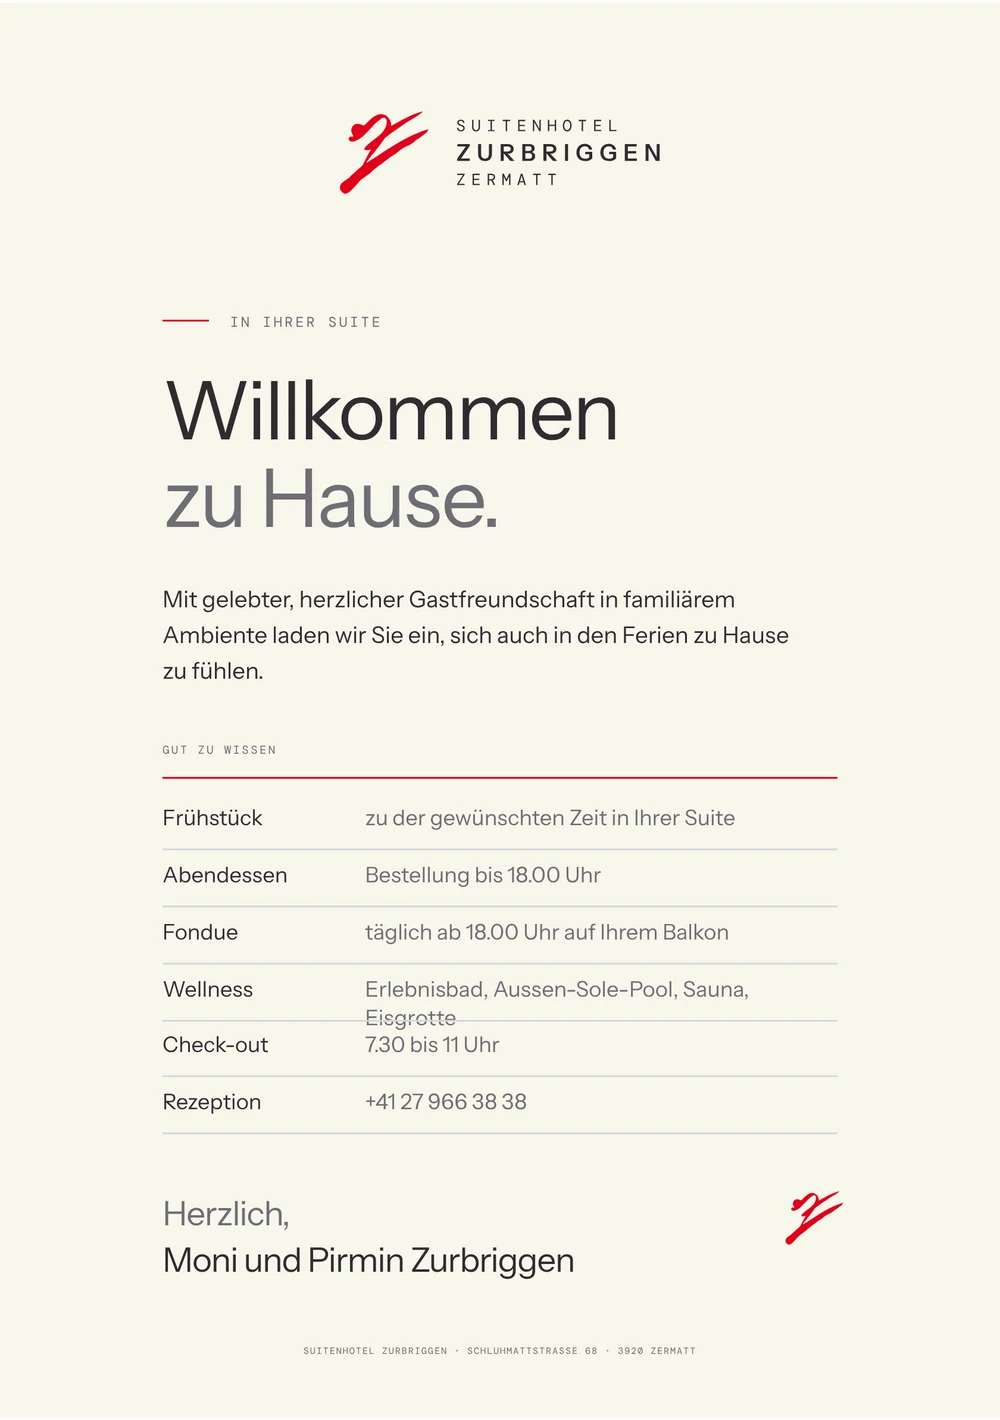 SUITENHOTEL
ZURBRIGGEN
ZERMATT
IN IHRER SUITE
Willkommen
zu Hause.
Mit gelebter, herzlicher Gastfreundschaft in familiärem
Ambiente laden wir Sie ein, sich auch in den Ferien zu Hause
zu fühlen.
GUT ZU WISSEN
Frühstück zu der gewünschten Zeit in Ihrer Suite
Abendessen Bestellung bis 18.00 Uhr
Fondue täglich ab 18.00 Uhr auf Ihrem Balkon
Wellness Erlebnisbad, Aussen-Sole-Pool, Sauna,
Eisgrotte
Check-out 7.30 bis 11 Uhr
Rezeption +41 27 966 38 38
Herzlich,
Moni und Pirmin Zurbriggen
SUITENHOTEL ZURBRIGGEN · SCHLUHMATTSTRASSE 68 · 3920 ZERMATT